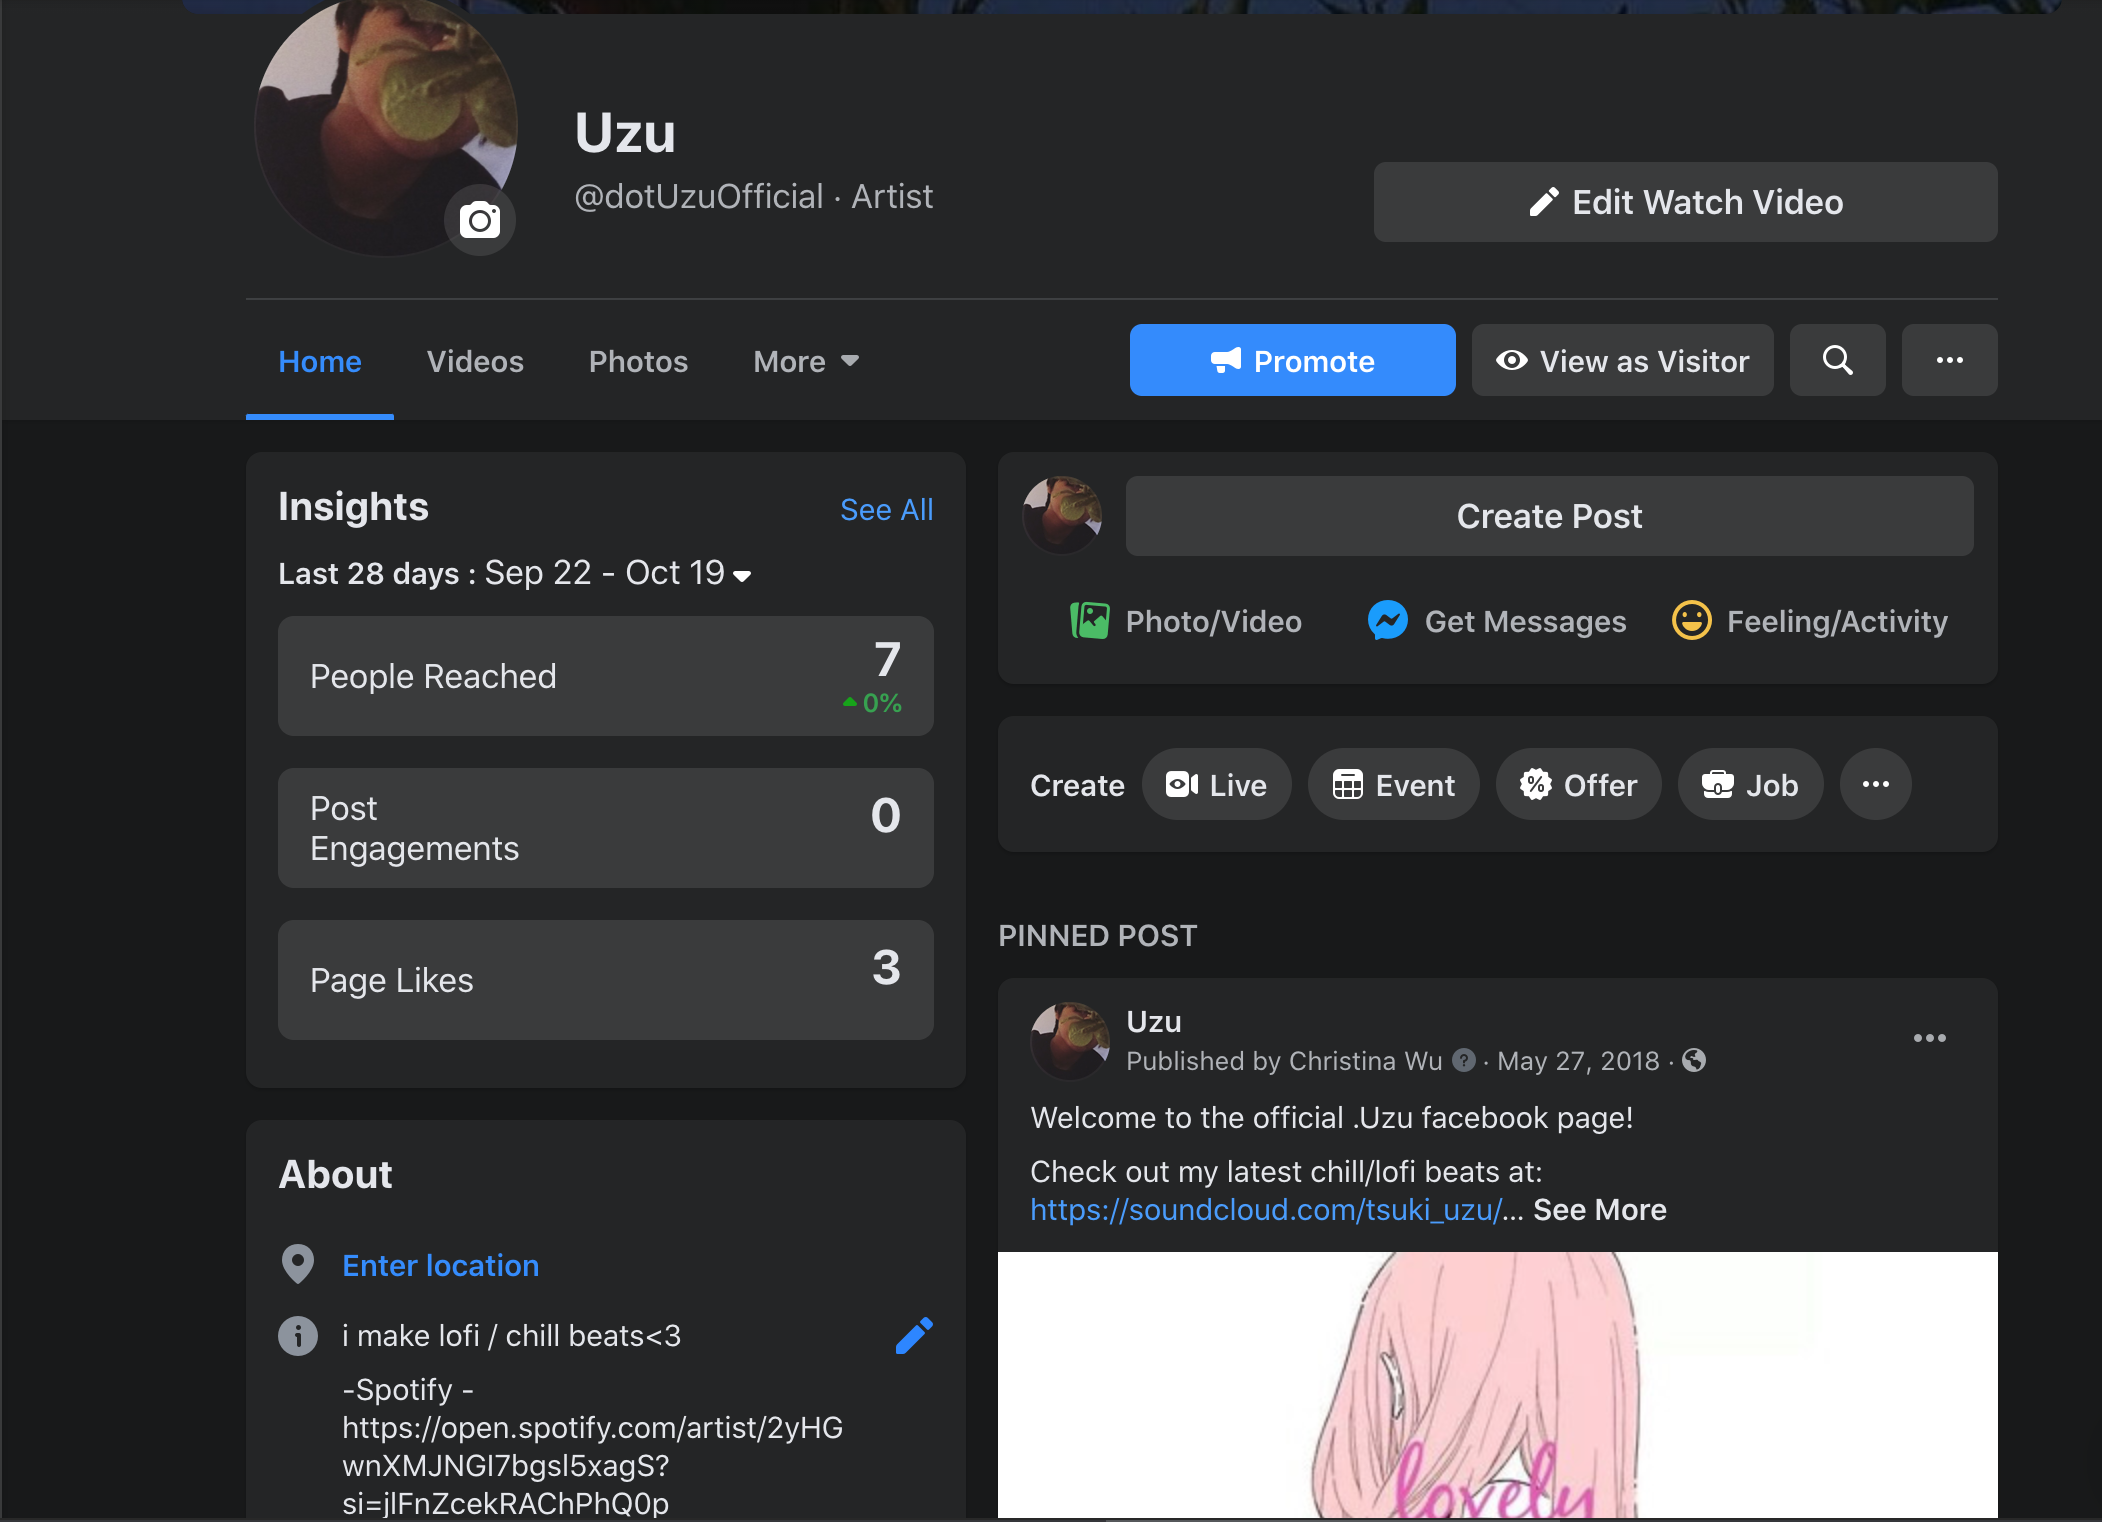 Uzu
@dotUzuOfficial · Artist
Edit Watch Video
Home
Videos
Photos
More
Promote
View as Visitor
Insights
See All
Last 28 days : Sep 22 - Oct 19
People Reached
7
0%
Post
Engagements
0
Page Likes
3
About
Enter location
i make lofi / chill beats<3
-Spotify -
https://open.spotify.com/artist/2yHG
wnXMJNGI7bgsl5xagS?
si=jlFnZcekRAChPhQ0p
Create Post
Photo/Video
Get Messages
Feeling/Activity
Create
Live
Event
Offer
Job
PINNED POST
Uzu
Published by Christina Wu · May 27, 2018 ·
Welcome to the official .Uzu facebook page!
Check out my latest chill/lofi beats at:
https://soundcloud.com/tsuki_uzu/... See More
lovely